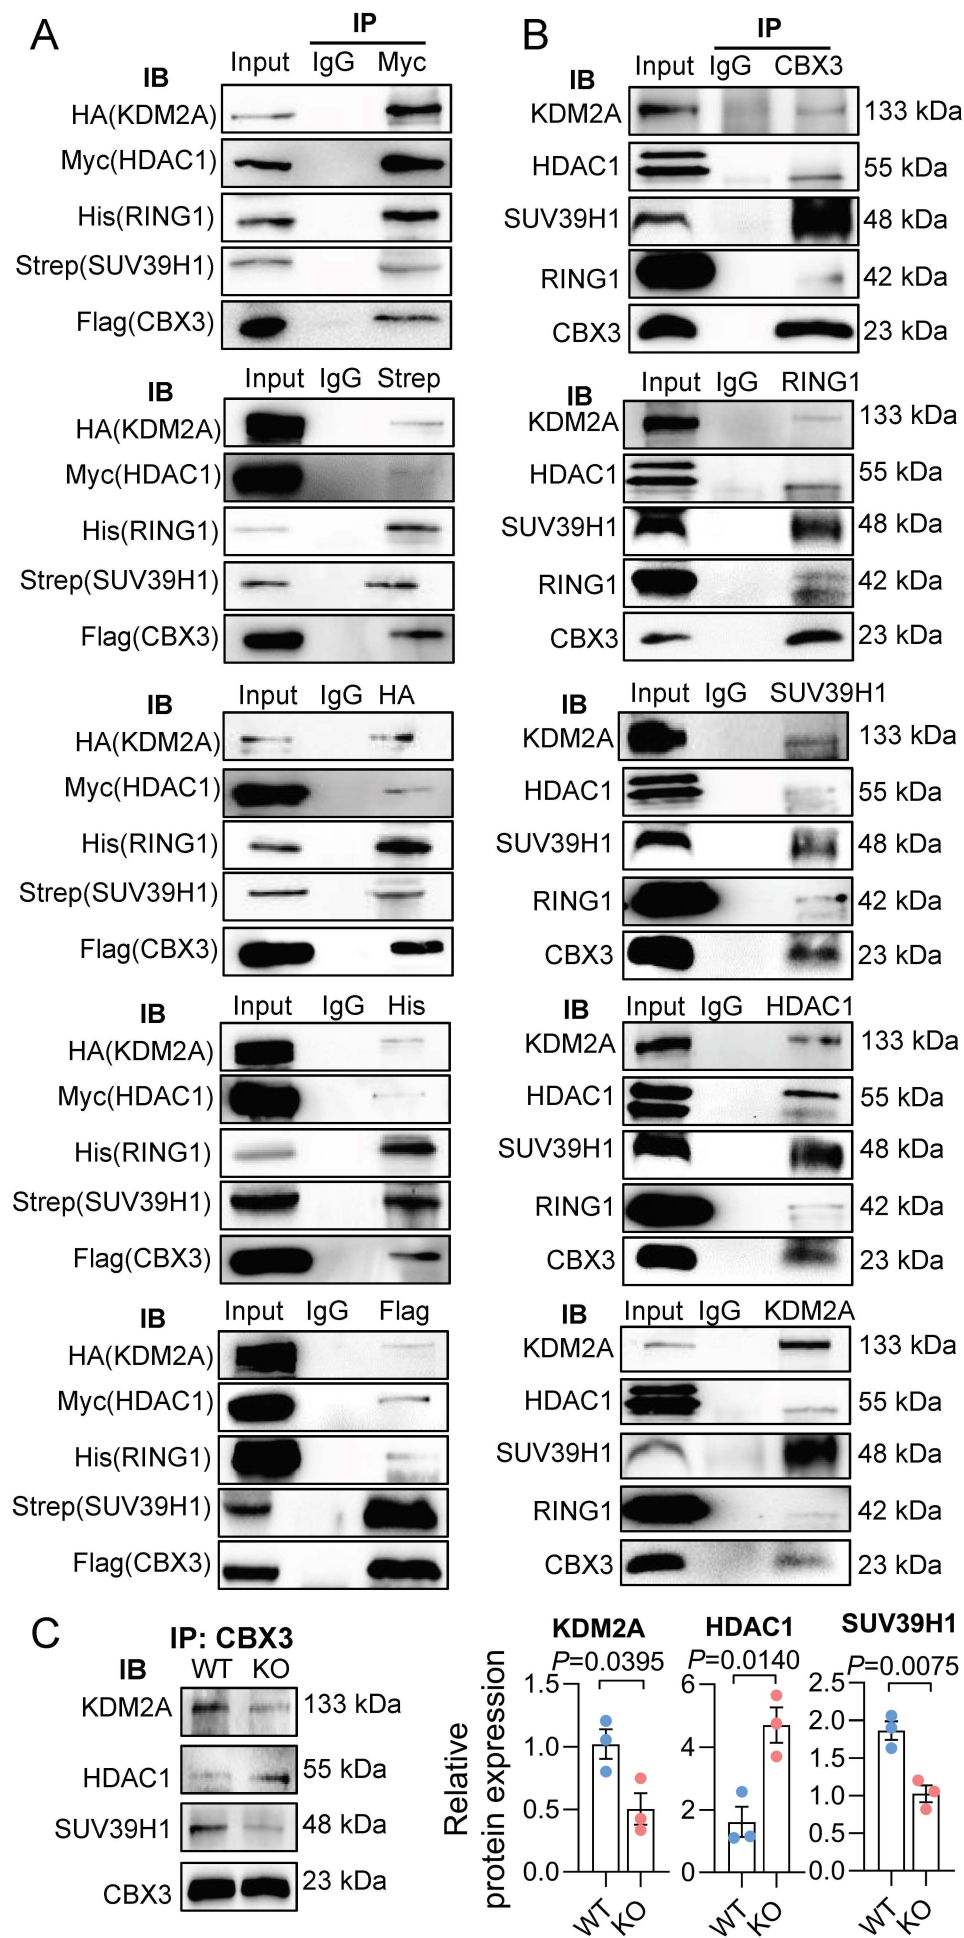 A
IP
IB
Input IgG Myc
HA(KDM2A)
Myc(HDAC1)
His(RING1)
Strep(SUV39H1)
Flag(CBX3)
IB
Input IgG Strep
HA(KDM2A)
Myc(HDAC1)
His(RING1)
Strep(SUV39H1)
Flag(CBX3)
IB
Input IgG HA
HA(KDM2A)
Myc(HDAC1)
His(RING1)
Strep(SUV39H1)
Flag(CBX3)
IB
Input IgG His
HA(KDM2A)
Myc(HDAC1)
His(RING1)
Strep(SUV39H1)
Flag(CBX3)
IB
Input IgG Flag
HA(KDM2A)
Myc(HDAC1)
His(RING1)
Strep(SUV39H1)
Flag(CBX3)
B
IP
IB
Input IgG CBX3
KDM2A 133 kDa
HDAC1 55 kDa
SUV39H1 48 kDa
RING1 42 kDa
CBX3 23 kDa
IB
Input IgG RING1
KDM2A 133 kDa
HDAC1 55 kDa
SUV39H1 48 kDa
RING1 42 kDa
CBX3 23 kDa
IB
Input IgG SUV39H1
KDM2A 133 kDa
HDAC1 55 kDa
SUV39H1 48 kDa
RING1 42 kDa
CBX3 23 kDa
IB
Input IgG HDAC1
KDM2A 133 kDa
HDAC1 55 kDa
SUV39H1 48 kDa
RING1 42 kDa
CBX3 23 kDa
IB
Input IgG KDM2A
KDM2A 133 kDa
HDAC1 55 kDa
SUV39H1 48 kDa
RING1 42 kDa
CBX3 23 kDa
C
IP: CBX3
IB WT KO
KDM2A 133 kDa
HDAC1 55 kDa
SUV39H1 48 kDa
CBX3 23 kDa
Relative
protein expression
KDM2A
P=0.0395
1.5
1.0
0.5
0.0
WT KO
HDAC1
P=0.0140
6
4
2
0
WT KO
SUV39H1
P=0.0075
2.5
2.0
1.5
1.0
0.5
0.0
WT KO